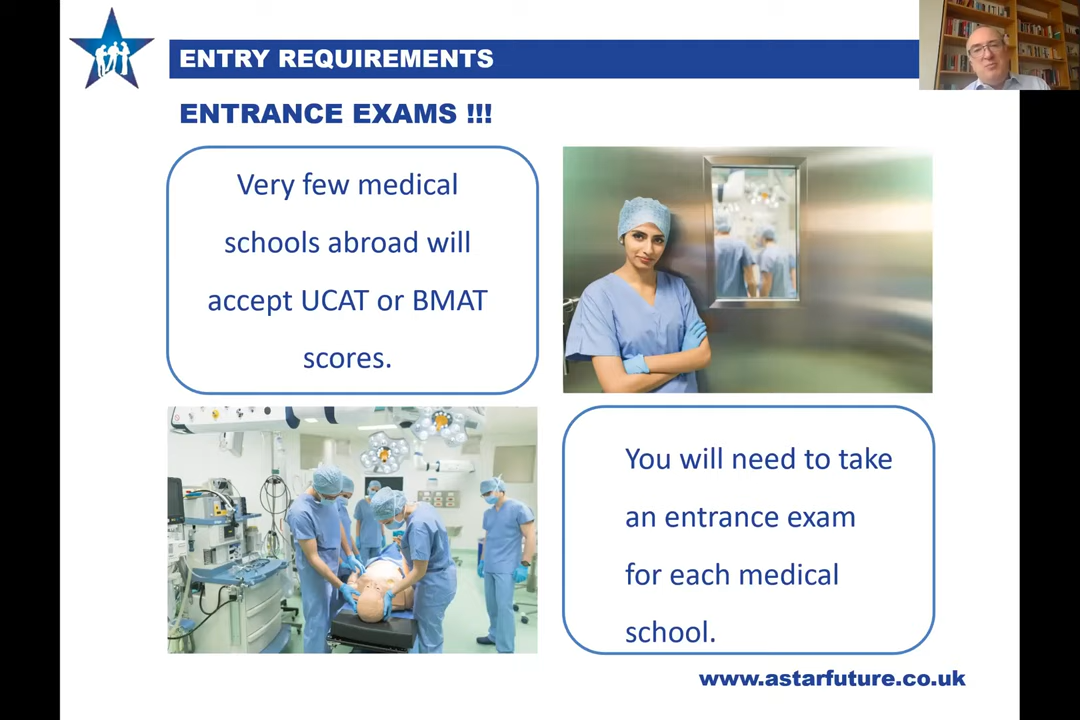 ENTRY REQUIREMENTS
ENTRANCE EXAMS !!!
Very few medical
schools abroad will
accept UCAT or BMAT
scores.
You will need to take
an entrance exam
for each medical
school.
www.astarfuture.co.uk